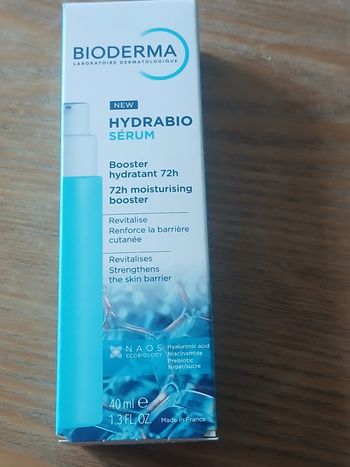 BIODERMA
LABORATOIRE DERMATOLOGIQUE
NEW
HYDRABIO
SÉRUM
Booster
hydratant 72h
72h moisturising
booster
Revitalise
Renforce la barrière
cutanée
Revitalises
Strengthens
the skin barrier
NAOS
ECOBIOLOGY
Hyaluronic acid
Niacinamide
Prebiotic
sugar/sucre
40 ml e
1.3 FL.OZ.
Made in France